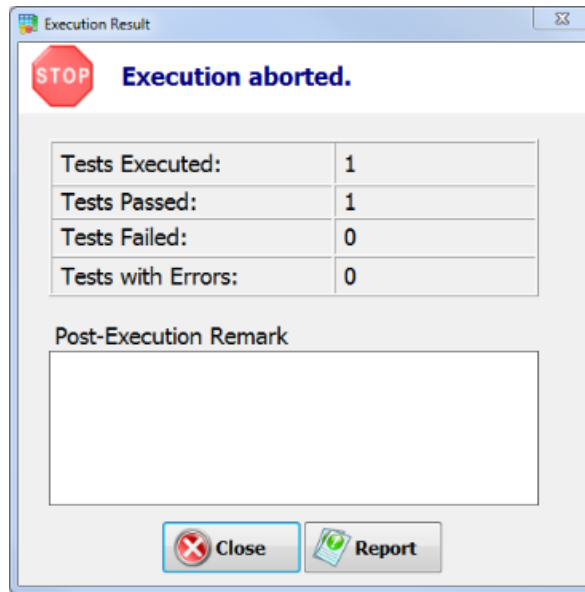 Execution Result
STOP
Execution aborted.
Tests Executed: 1
Tests Passed: 1
Tests Failed: 0
Tests with Errors: 0
Post-Execution Remark
Close Report